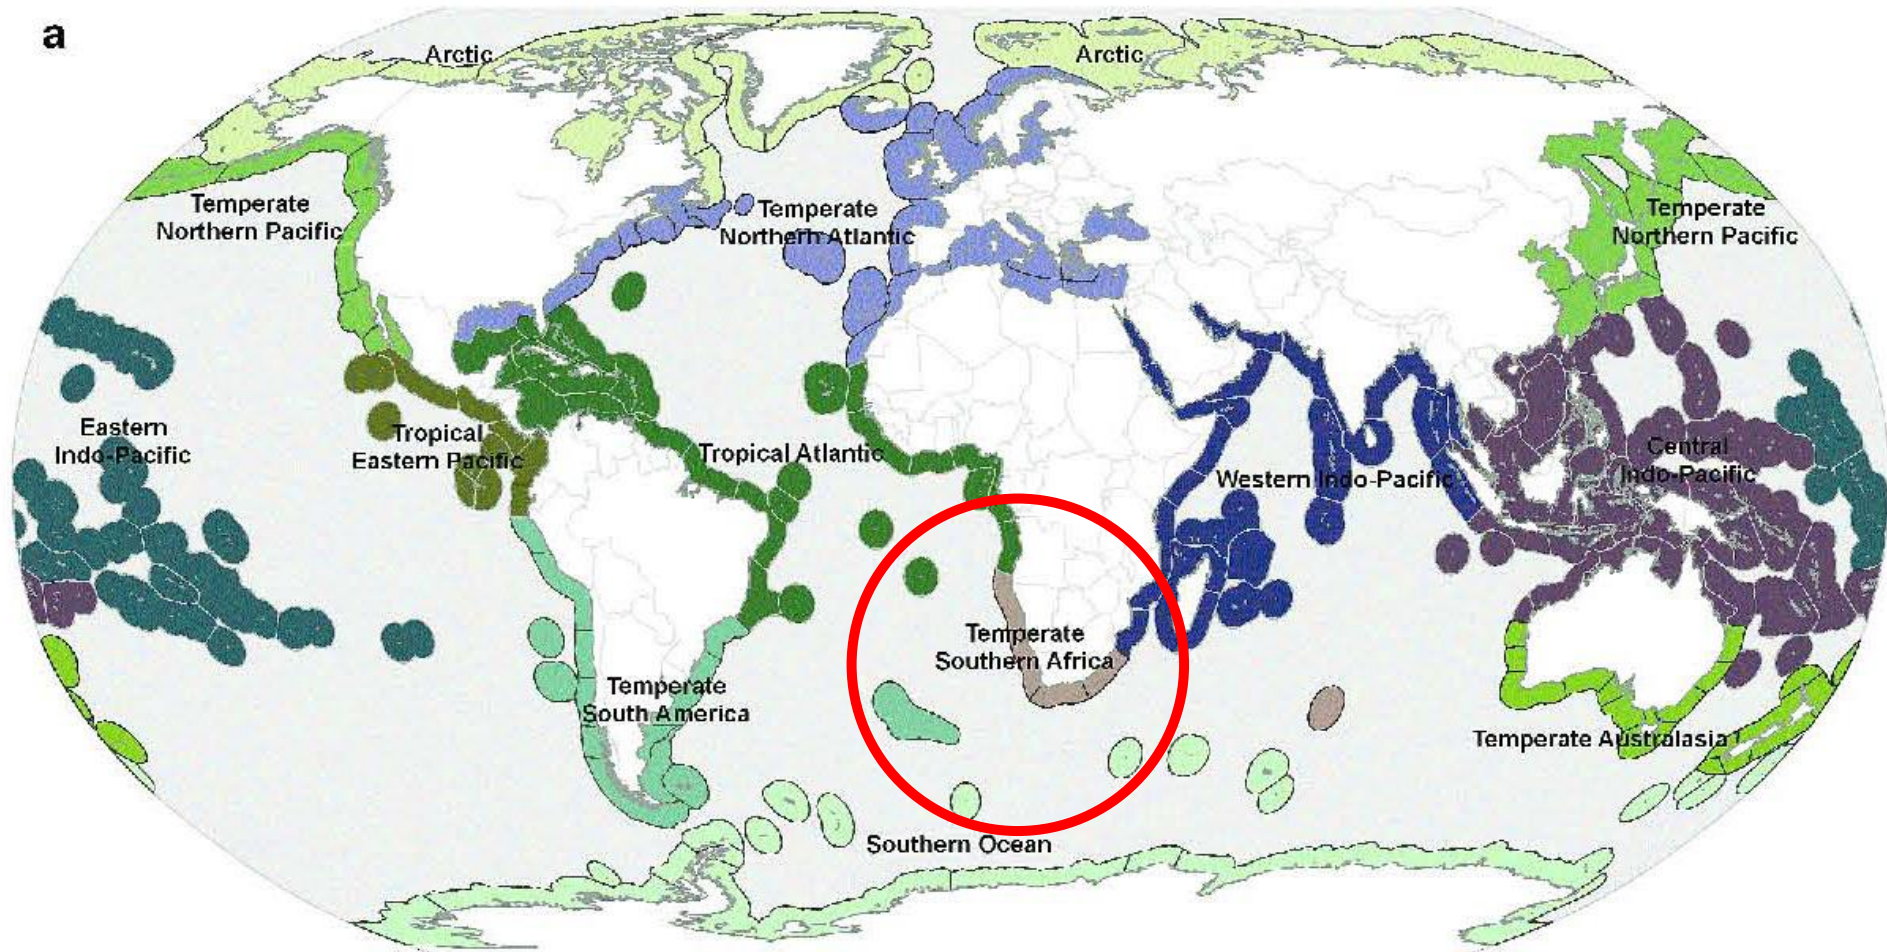 a
Arctic
Arctic
Temperate
Northern Pacific
Temperate
Northern Atlantic
Temperate
Northern Pacific
Eastern
Indo-Pacific
Tropical
Eastern Pacific
Tropical Atlantic
Western Indo-Pacific
Central
Indo-Pacific
Temperate
Southern Africa
Temperate
South America
Temperate Australasia
Southern Ocean